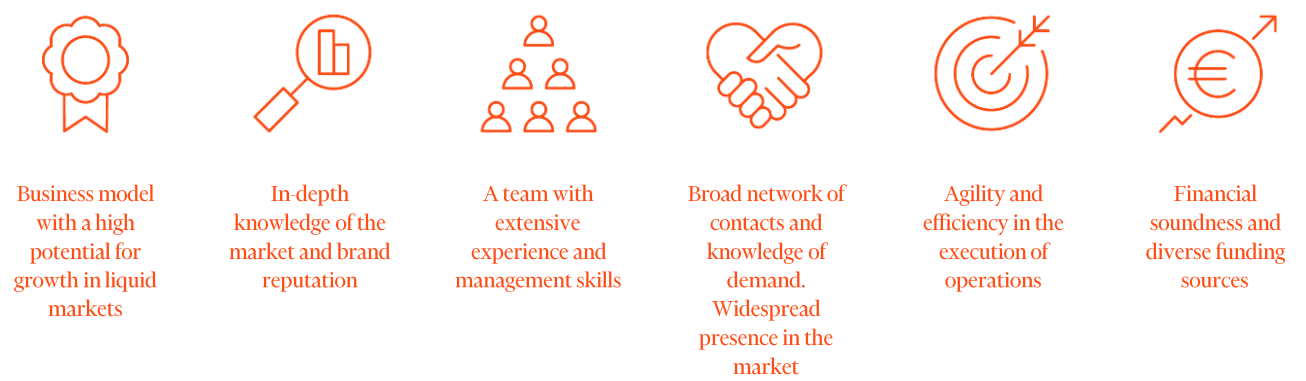 Business model
with a high
potential for
growth in liquid
markets
In-depth
knowledge of the
market and brand
reputation
A team with
extensive
experience and
management skills
Broad network of
contacts and
knowledge of
demand.
Widespread
presence in the
market
Agility and
efficiency in the
execution of
operations
Financial
soundness and
diverse funding
sources